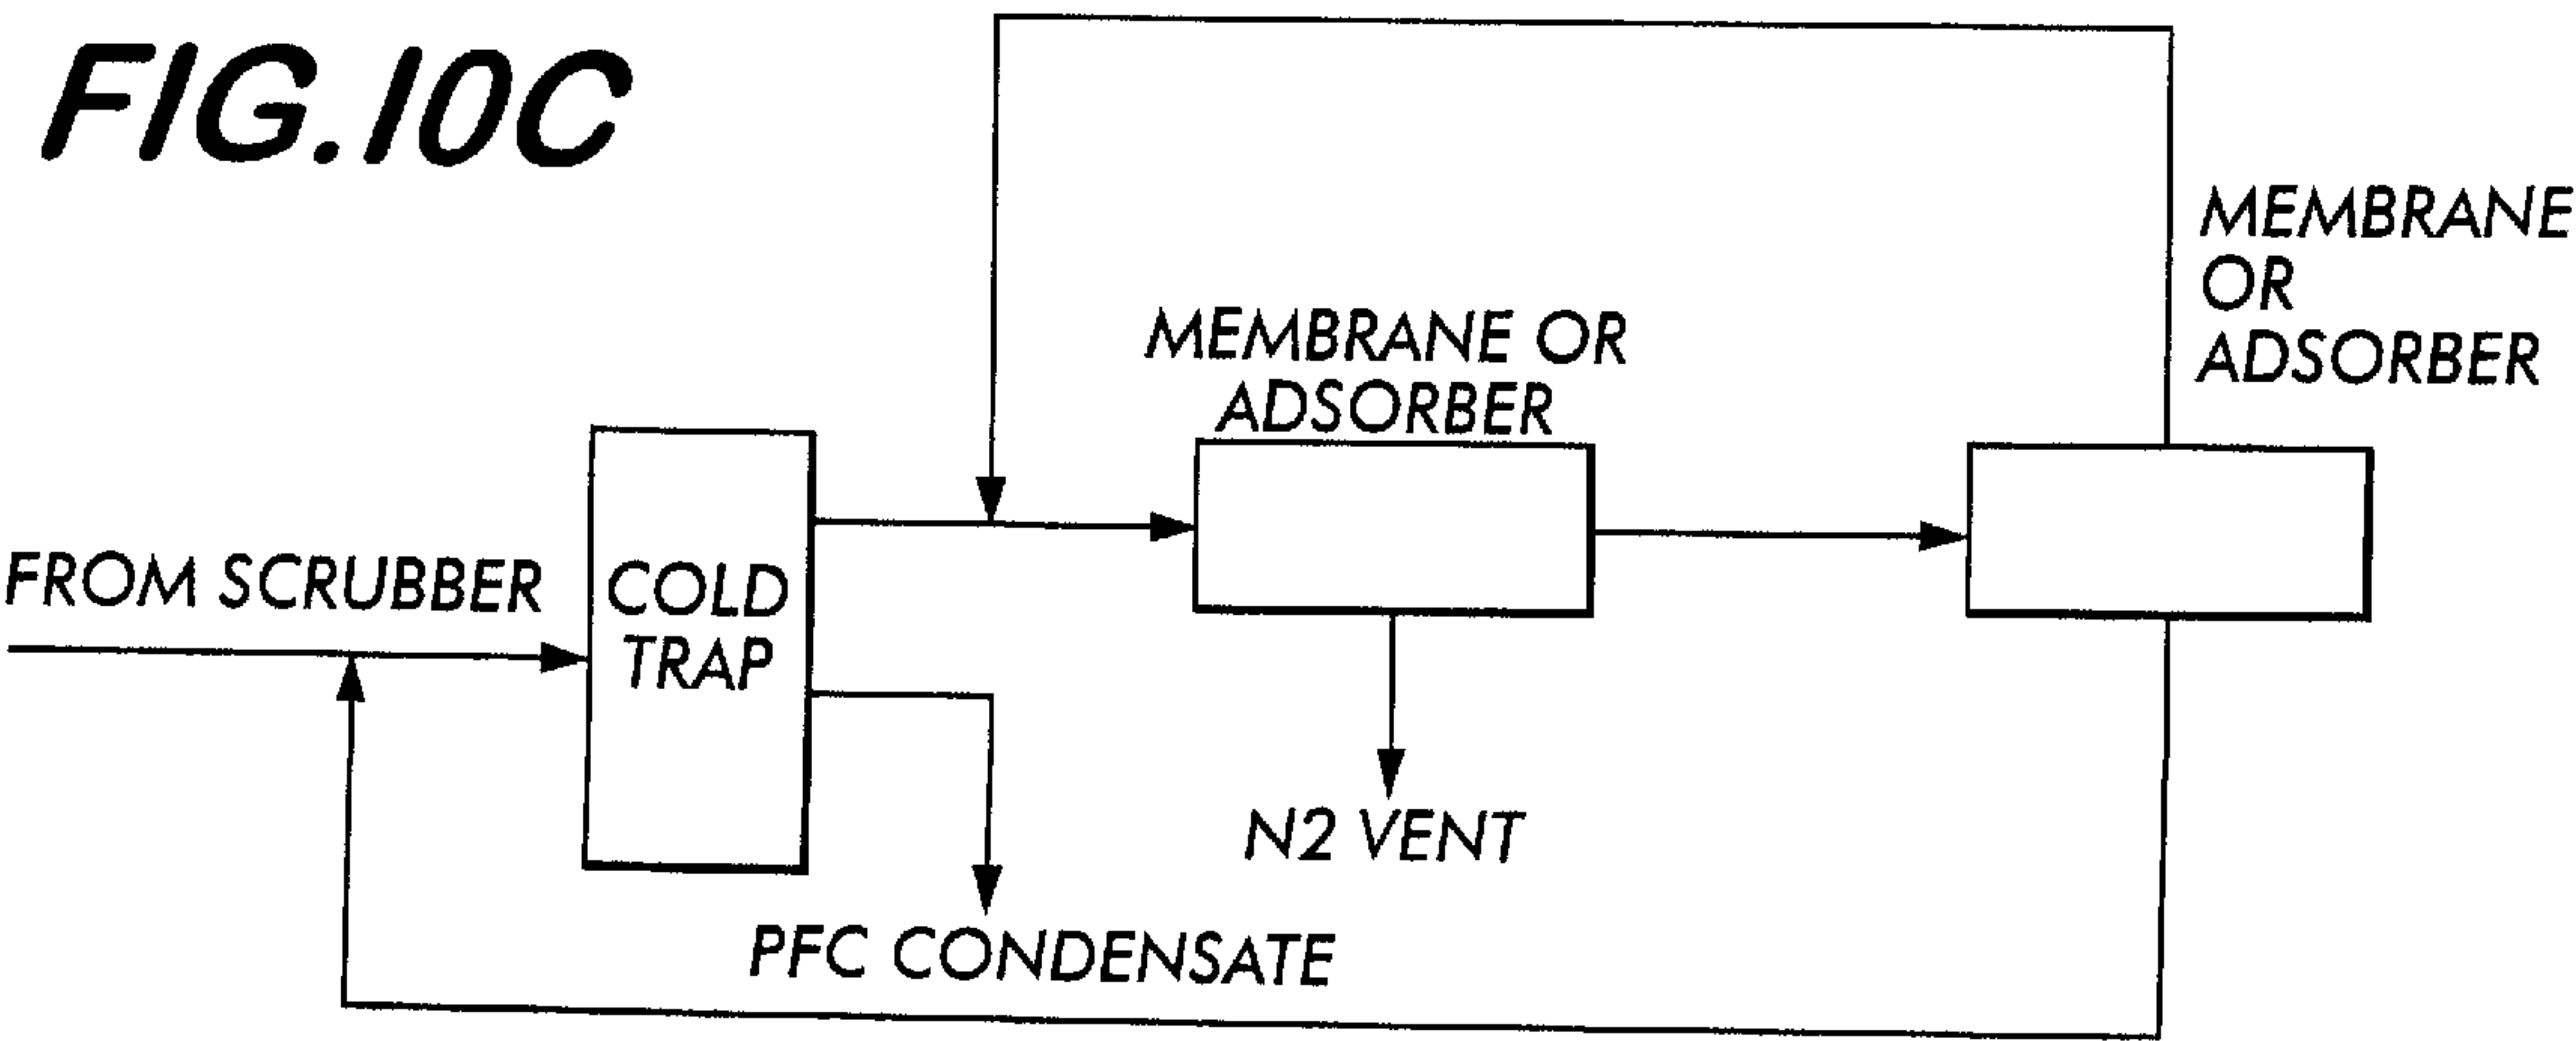 FIG.10C
MEMBRANE
OR
ADSORBER
MEMBRANE OR
ADSORBER
FROM SCRUBBER
COLD
TRAP
N2 VENT
PFC CONDENSATE